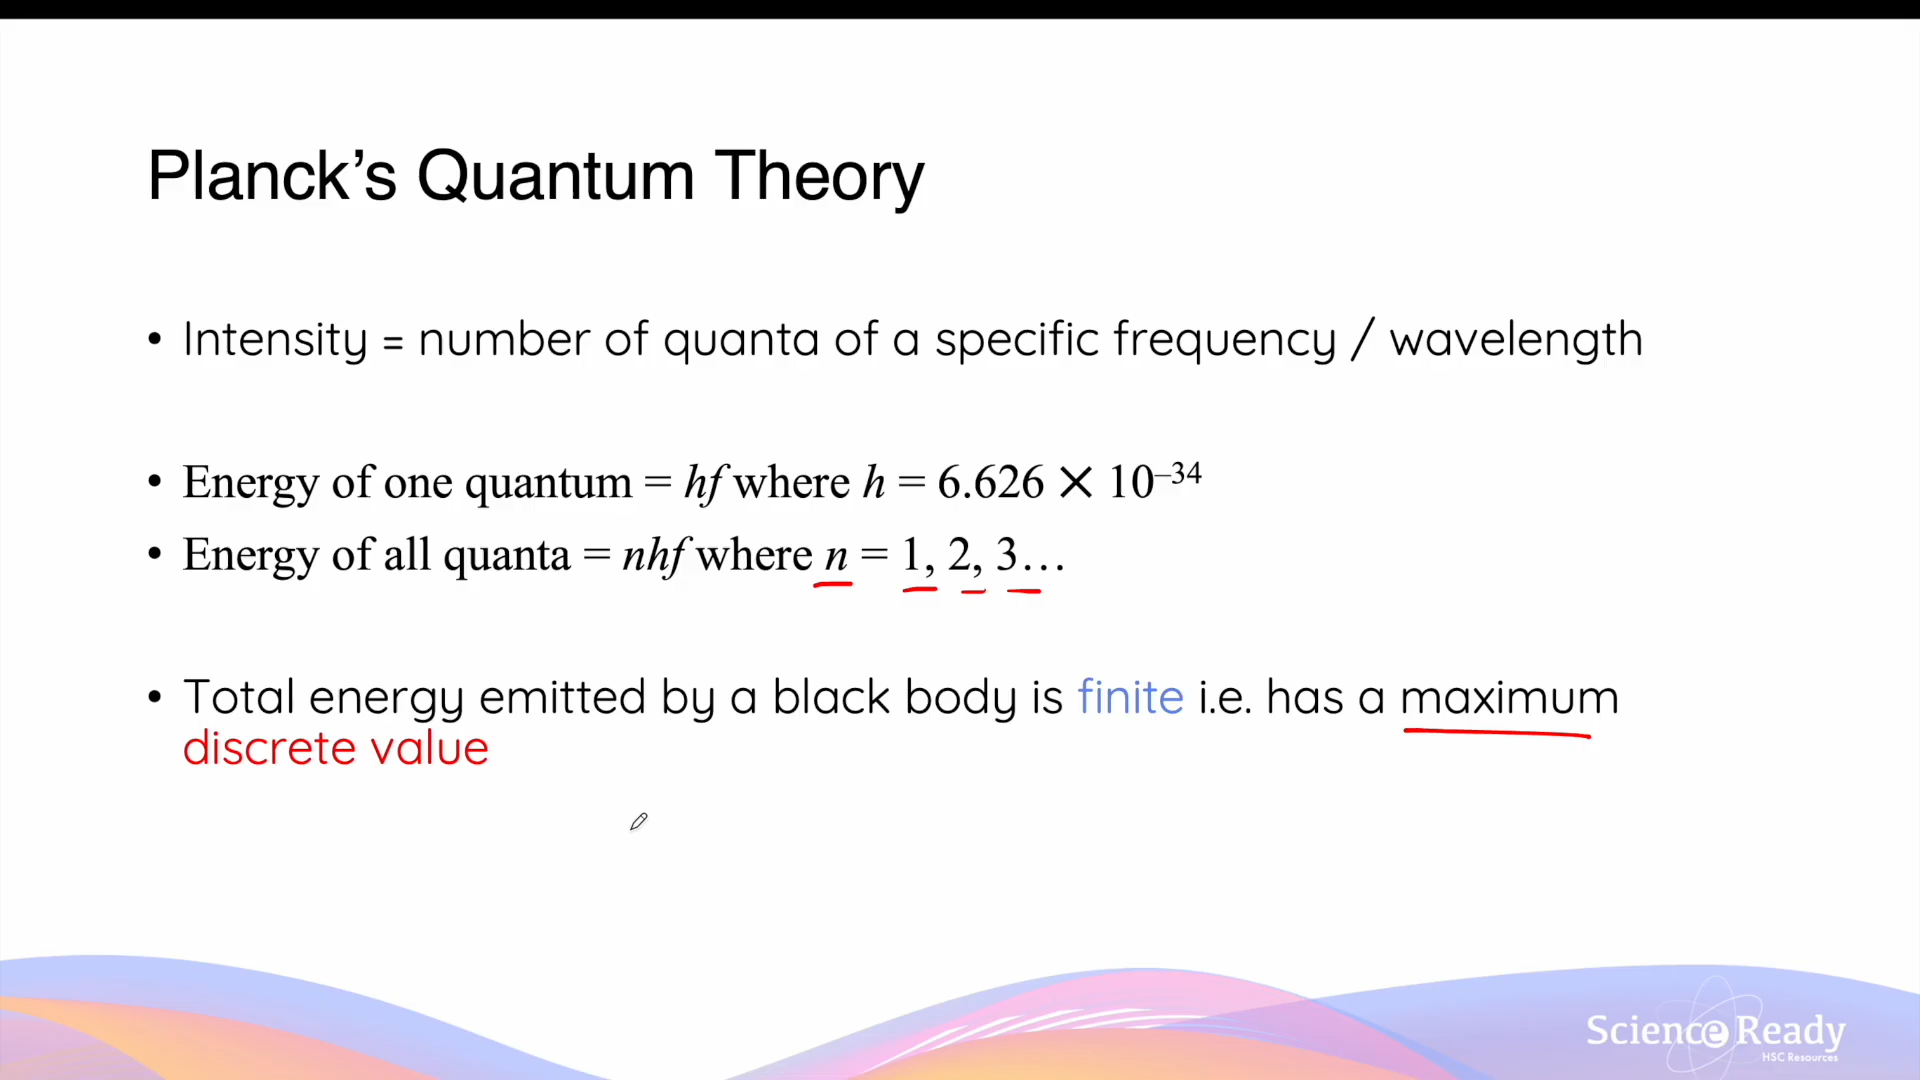 Planck’s Quantum Theory
• Intensity = number of quanta of a specific frequency / wavelength
• Energy of one quantum = hf where h = 6.626 × 10⁻³⁴
• Energy of all quanta = nhf where n = 1, 2, 3…
• Total energy emitted by a black body is finite i.e. has a maximum
discrete value
Science Ready
HSC Resources